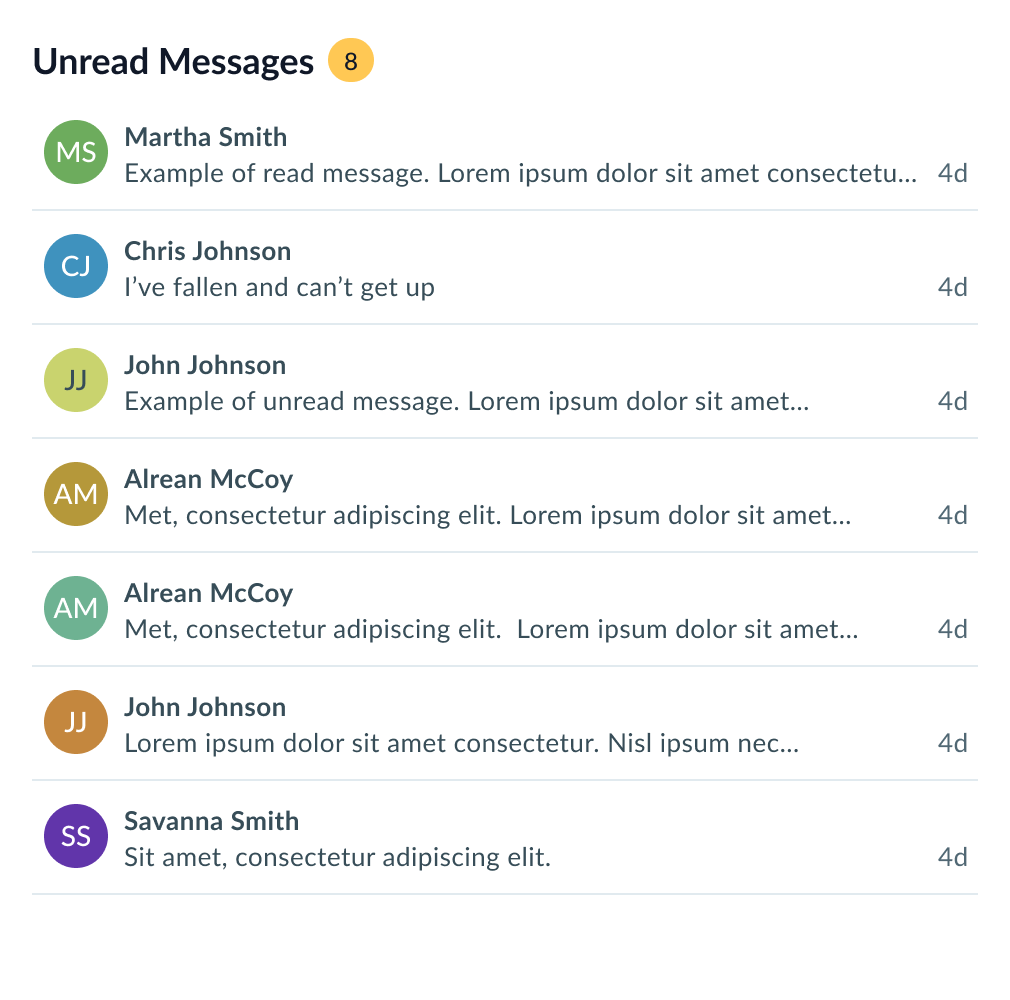 Unread Messages 8
MS Martha Smith
Example of read message. Lorem ipsum dolor sit amet consectetu... 4d
CJ Chris Johnson
I’ve fallen and can’t get up 4d
JJ John Johnson
Example of unread message. Lorem ipsum dolor sit amet... 4d
AM Alrean McCoy
Met, consectetur adipiscing elit. Lorem ipsum dolor sit amet... 4d
AM Alrean McCoy
Met, consectetur adipiscing elit.  Lorem ipsum dolor sit amet... 4d
JJ John Johnson
Lorem ipsum dolor sit amet consectetur. Nisl ipsum nec... 4d
SS Savanna Smith
Sit amet, consectetur adipiscing elit. 4d